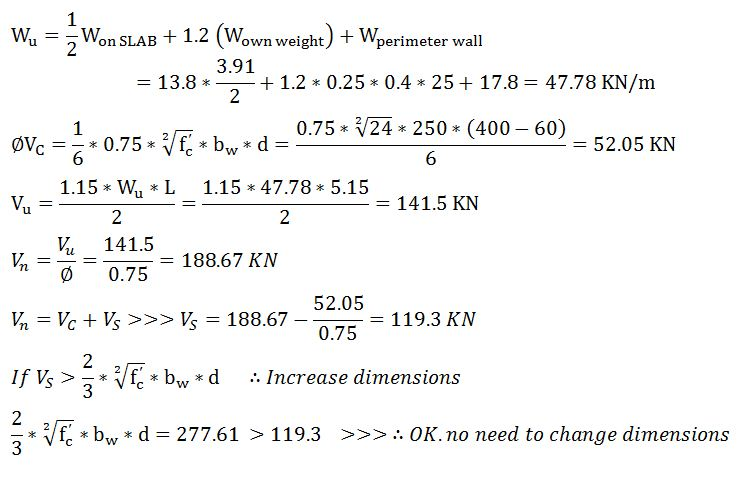 W_u = 1/2 W_on SLAB + 1.2 (W_own weight) + W_perimeter wall
= 13.8 * 3.91/2 + 1.2 * 0.25 * 0.4 * 25 + 17.8 = 47.78 KN/m
ØV_C = 1/6 * 0.75 * ²√f′_c * b_w * d = (0.75 * ²√24 * 250 * (400 − 60))/6 = 52.05 KN
V_u = (1.15 * W_u * L)/2 = (1.15 * 47.78 * 5.15)/2 = 141.5 KN
V_n = V_u/Ø = 141.5/0.75 = 188.67 KN
V_n = V_C + V_S >>> V_S = 188.67 − 52.05/0.75 = 119.3 KN
If V_S > 2/3 * ²√f′_c * b_w * d ∴ Increase dimensions
2/3 * ²√f′_c * b_w * d = 277.61 > 119.3 >>> ∴ OK. no need to change dimensions